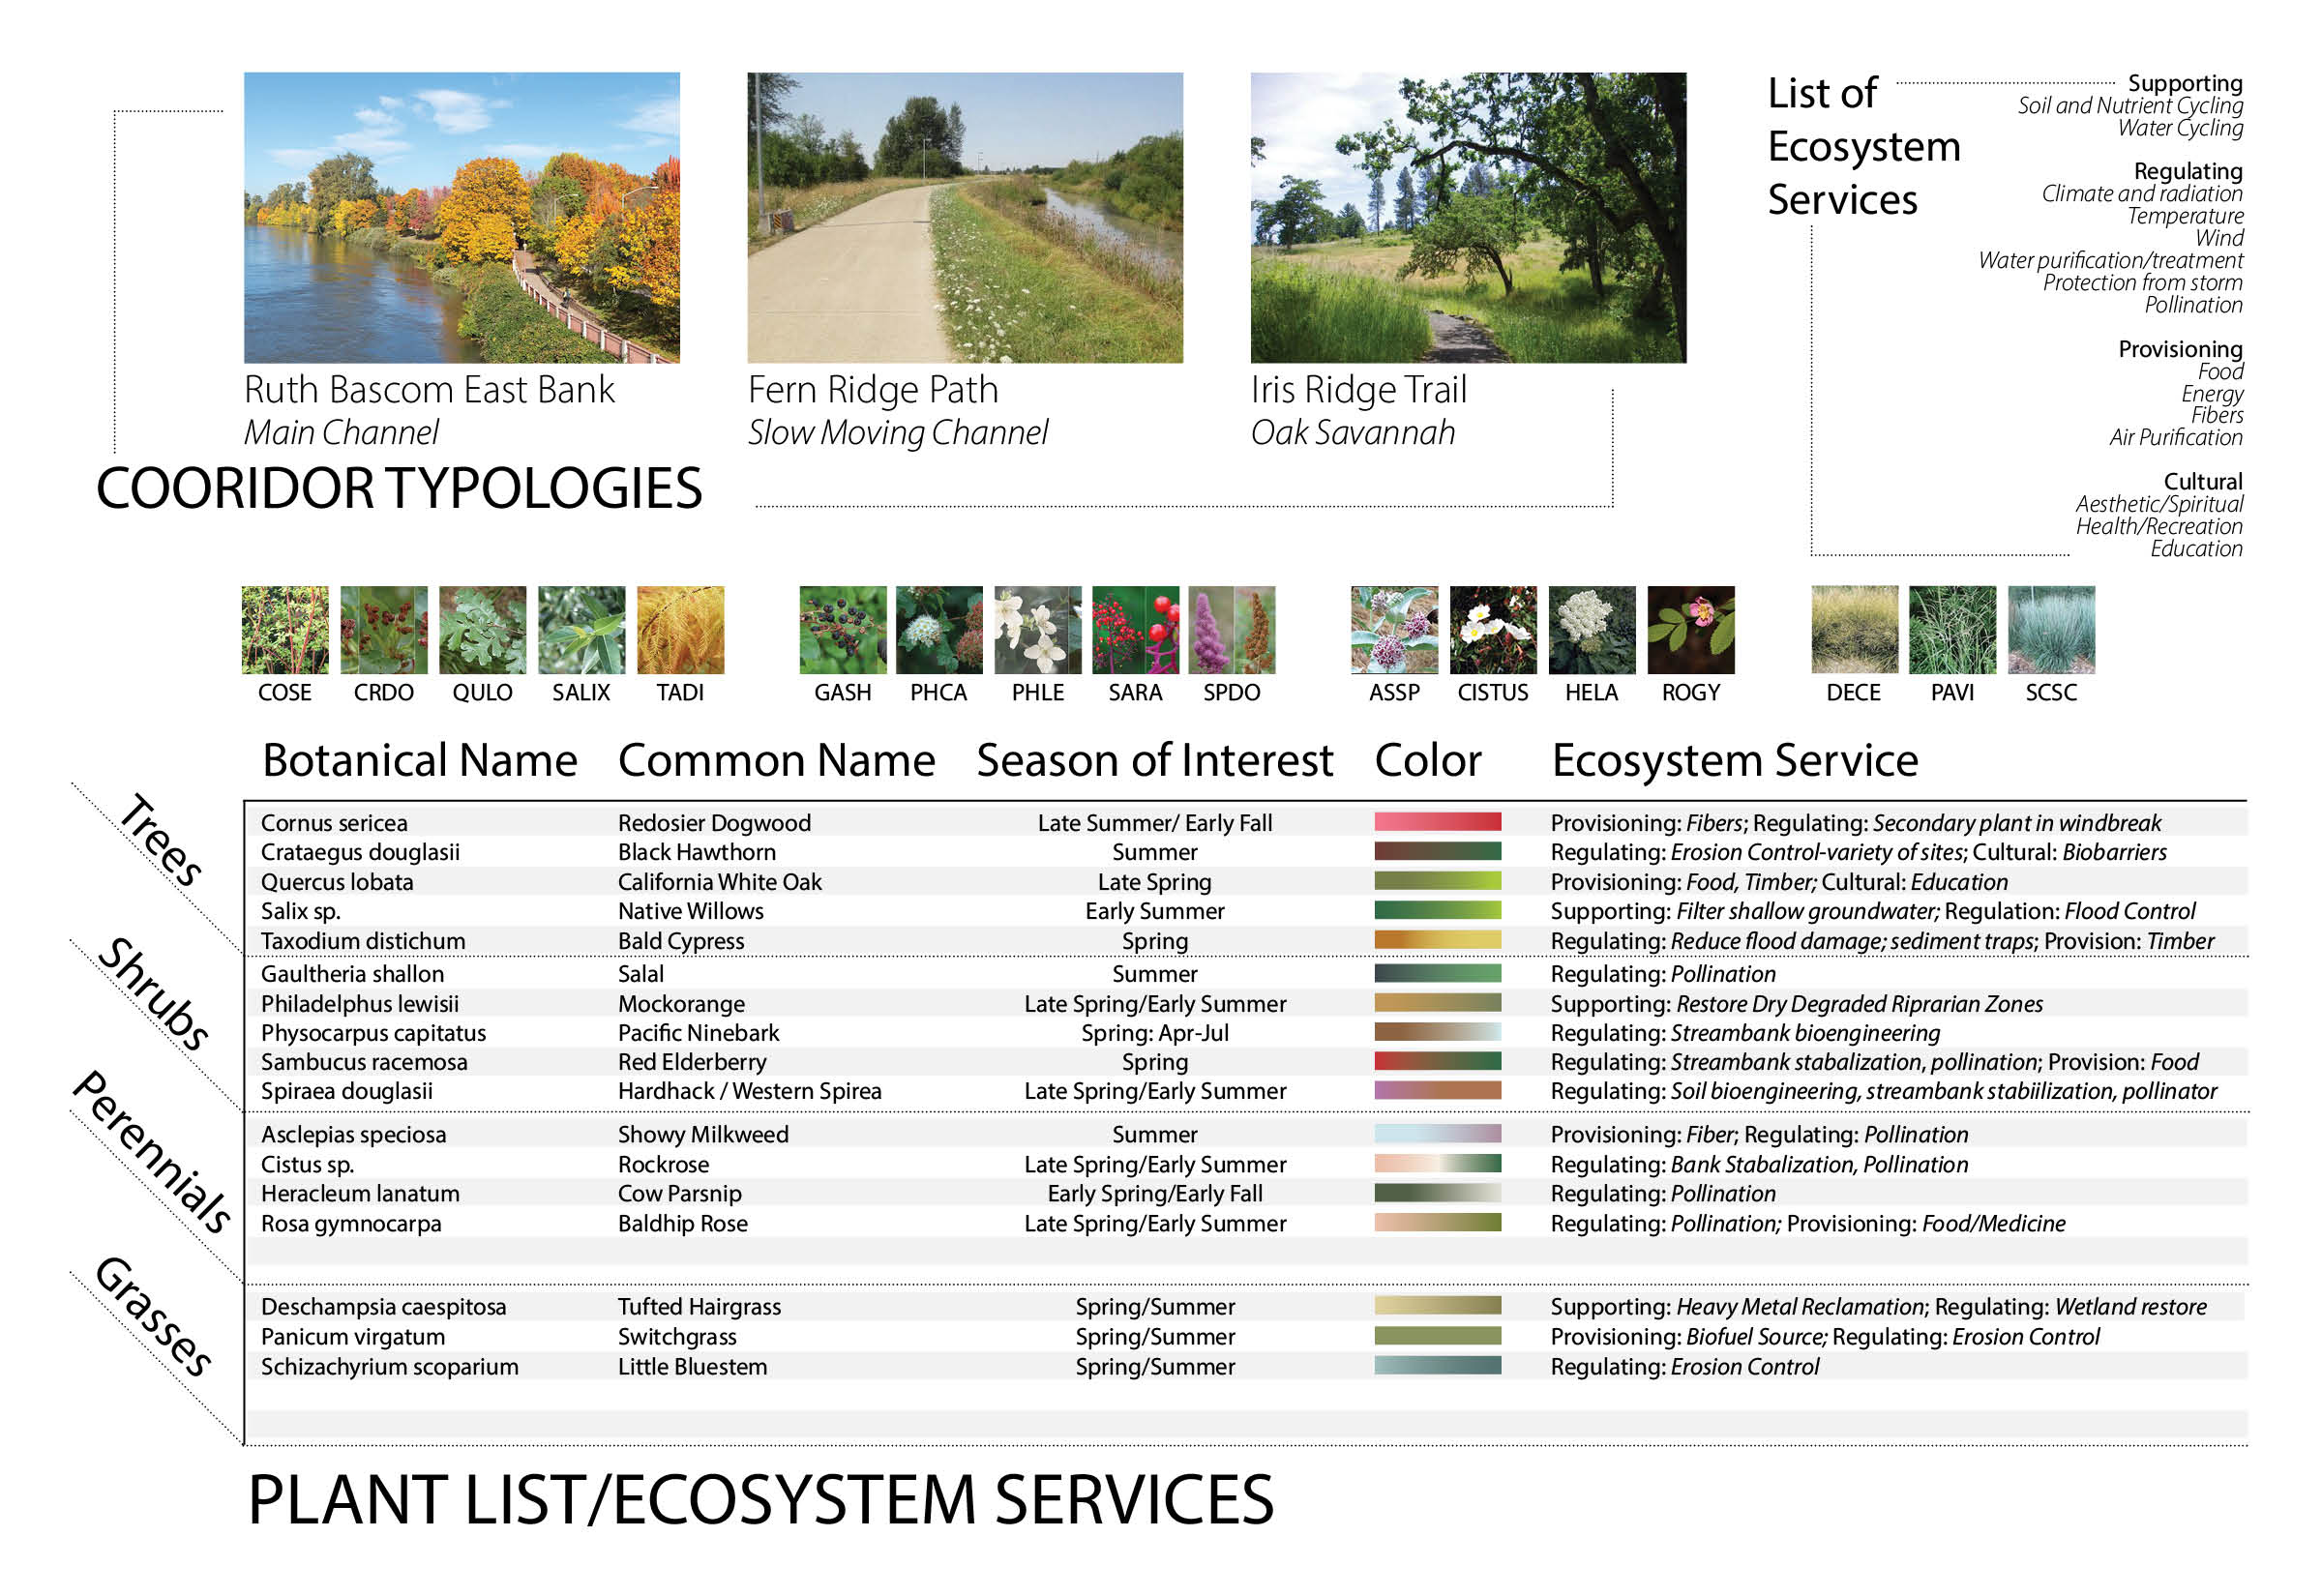 Ruth Bascom East Bank
Main Channel
Fern Ridge Path
Slow Moving Channel
Iris Ridge Trail
Oak Savannah
COORIDOR TYPOLOGIES
List of
Ecosystem
Services
Supporting
Soil and Nutrient Cycling
Water Cycling
Regulating
Climate and radiation
Temperature
Wind
Water purification/treatment
Protection from storm
Pollination
Provisioning
Food
Energy
Fibers
Air Purification
Cultural
Aesthetic/Spiritual
Health/Recreation
Education
COSE CRDO QULO SALIX TADI GASH PHCA PHLE SARA SPDO ASSP CISTUS HELA ROGY DECE PAVI SCSC
Botanical Name Common Name Season of Interest Color Ecosystem Service
Trees
Cornus sericea Redosier Dogwood Late Summer/ Early Fall Provisioning: Fibers; Regulating: Secondary plant in windbreak
Crataegus douglasii Black Hawthorn Summer Regulating: Erosion Control-variety of sites; Cultural: Biobarriers
Quercus lobata California White Oak Late Spring Provisioning: Food, Timber; Cultural: Education
Salix sp. Native Willows Early Summer Supporting: Filter shallow groundwater; Regulation: Flood Control
Taxodium distichum Bald Cypress Spring Regulating: Reduce flood damage; sediment traps; Provision: Timber
Shrubs
Gaultheria shallon Salal Summer Regulating: Pollination
Philadelphus lewisii Mockorange Late Spring/Early Summer Supporting: Restore Dry Degraded Riprarian Zones
Physocarpus capitatus Pacific Ninebark Spring: Apr-Jul Regulating: Streambank bioengineering
Sambucus racemosa Red Elderberry Spring Regulating: Streambank stabalization, pollination; Provision: Food
Spiraea douglasii Hardhack / Western Spirea Late Spring/Early Summer Regulating: Soil bioengineering, streambank stabiilization, pollinator
Perennials
Asclepias speciosa Showy Milkweed Summer Provisioning: Fiber; Regulating: Pollination
Cistus sp. Rockrose Late Spring/Early Summer Regulating: Bank Stabalization, Pollination
Heracleum lanatum Cow Parsnip Early Spring/Early Fall Regulating: Pollination
Rosa gymnocarpa Baldhip Rose Late Spring/Early Summer Regulating: Pollination; Provisioning: Food/Medicine
Grasses
Deschampsia caespitosa Tufted Hairgrass Spring/Summer Supporting: Heavy Metal Reclamation; Regulating: Wetland restore
Panicum virgatum Switchgrass Spring/Summer Provisioning: Biofuel Source; Regulating: Erosion Control
Schizachyrium scoparium Little Bluestem Spring/Summer Regulating: Erosion Control
PLANT LIST/ECOSYSTEM SERVICES